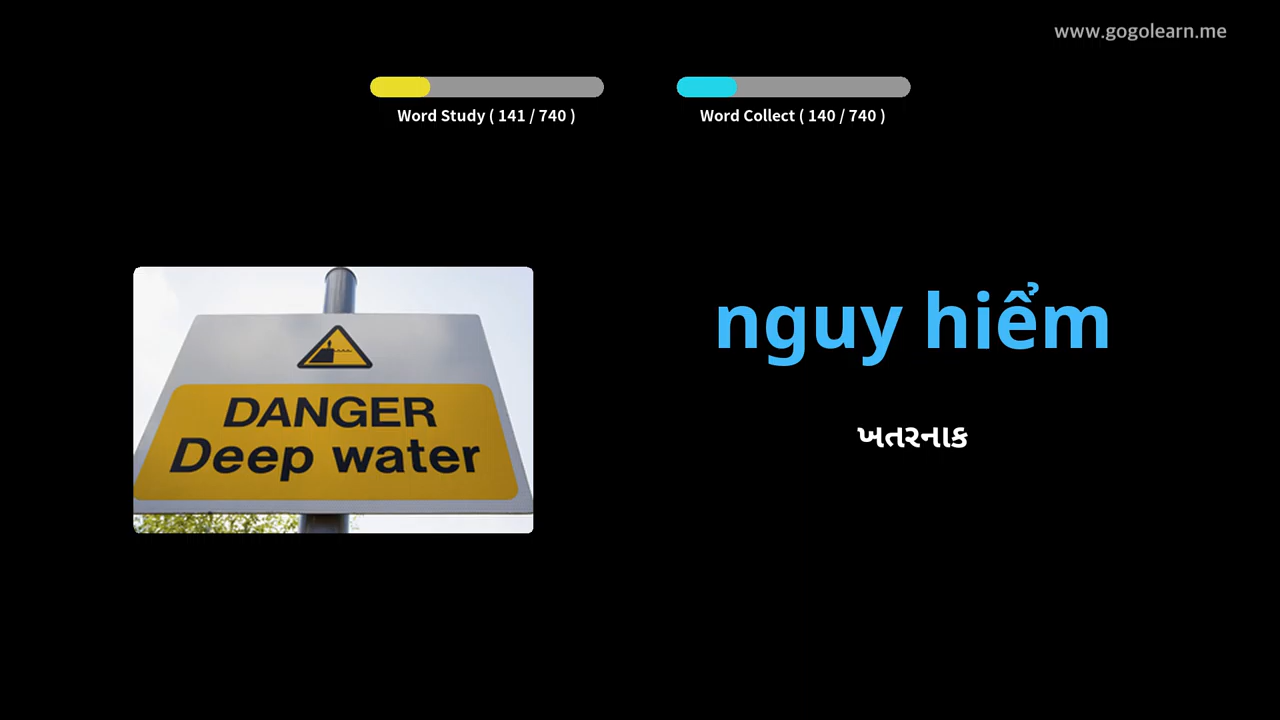 www.gogolearn.me
Word Study ( 141 / 740 )
Word Collect ( 140 / 740 )
DANGER
Deep water
nguy hiểm
ખતરનાક